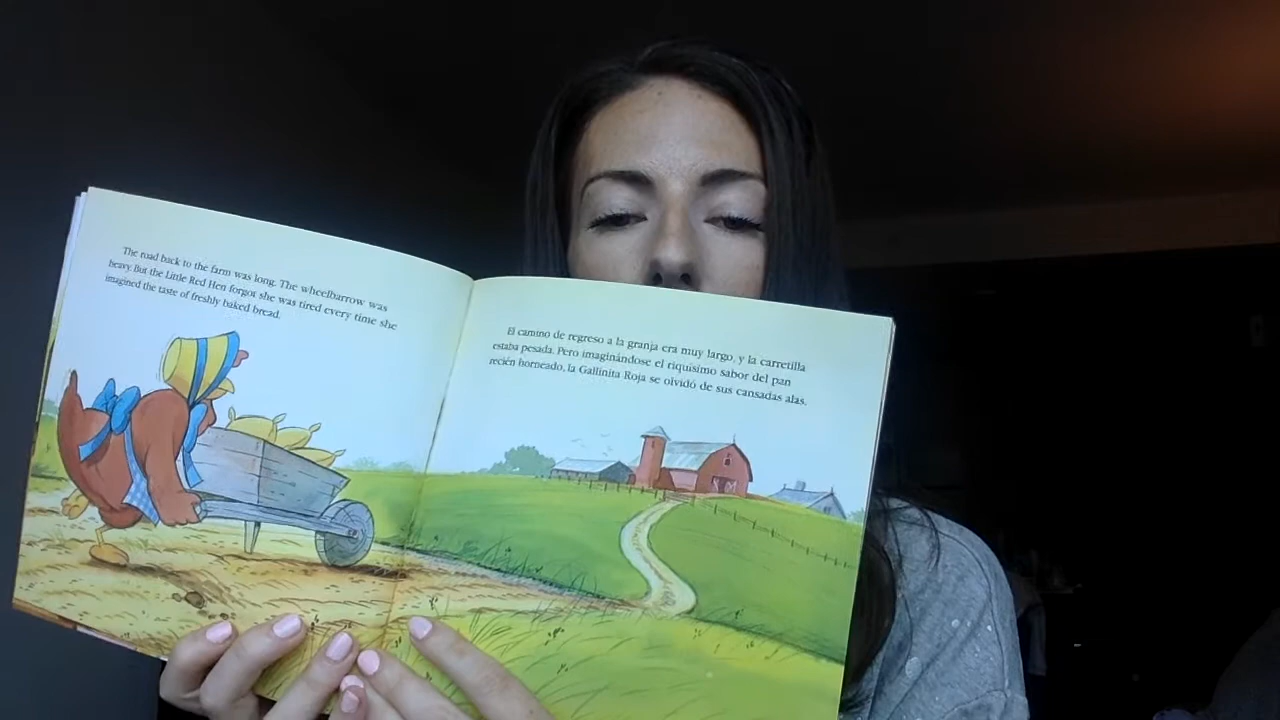 The road back to the farm was long. The wheelbarrow was
heavy. But the Little Red Hen forgot she was tired every time she
imagined the taste of freshly baked bread.
El camino de regreso a la granja era muy largo, y la carretilla
estaba pesada. Pero imaginándose el riquísimo sabor del pan
recién horneado, la Gallinita Roja se olvidó de sus cansadas alas.